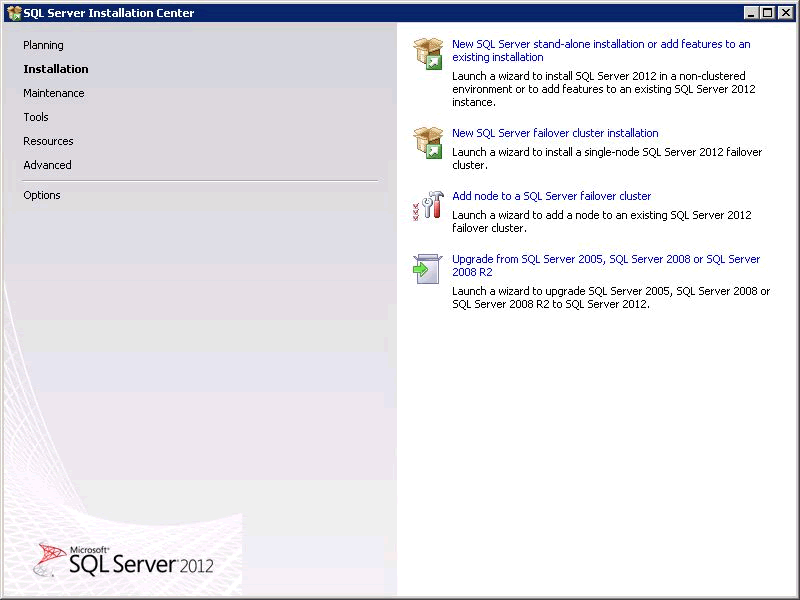 SQL Server Installation Center
Planning
Installation
Maintenance
Tools
Resources
Advanced
Options
New SQL Server stand-alone installation or add features to an
existing installation
Launch a wizard to install SQL Server 2012 in a non-clustered
environment or to add features to an existing SQL Server 2012
instance.
New SQL Server failover cluster installation
Launch a wizard to install a single-node SQL Server 2012 failover
cluster.
Add node to a SQL Server failover cluster
Launch a wizard to add a node to an existing SQL Server 2012
failover cluster.
Upgrade from SQL Server 2005, SQL Server 2008 or SQL Server
2008 R2
Launch a wizard to upgrade SQL Server 2005, SQL Server 2008 or
SQL Server 2008 R2 to SQL Server 2012.
Microsoft®
SQL Server 2012